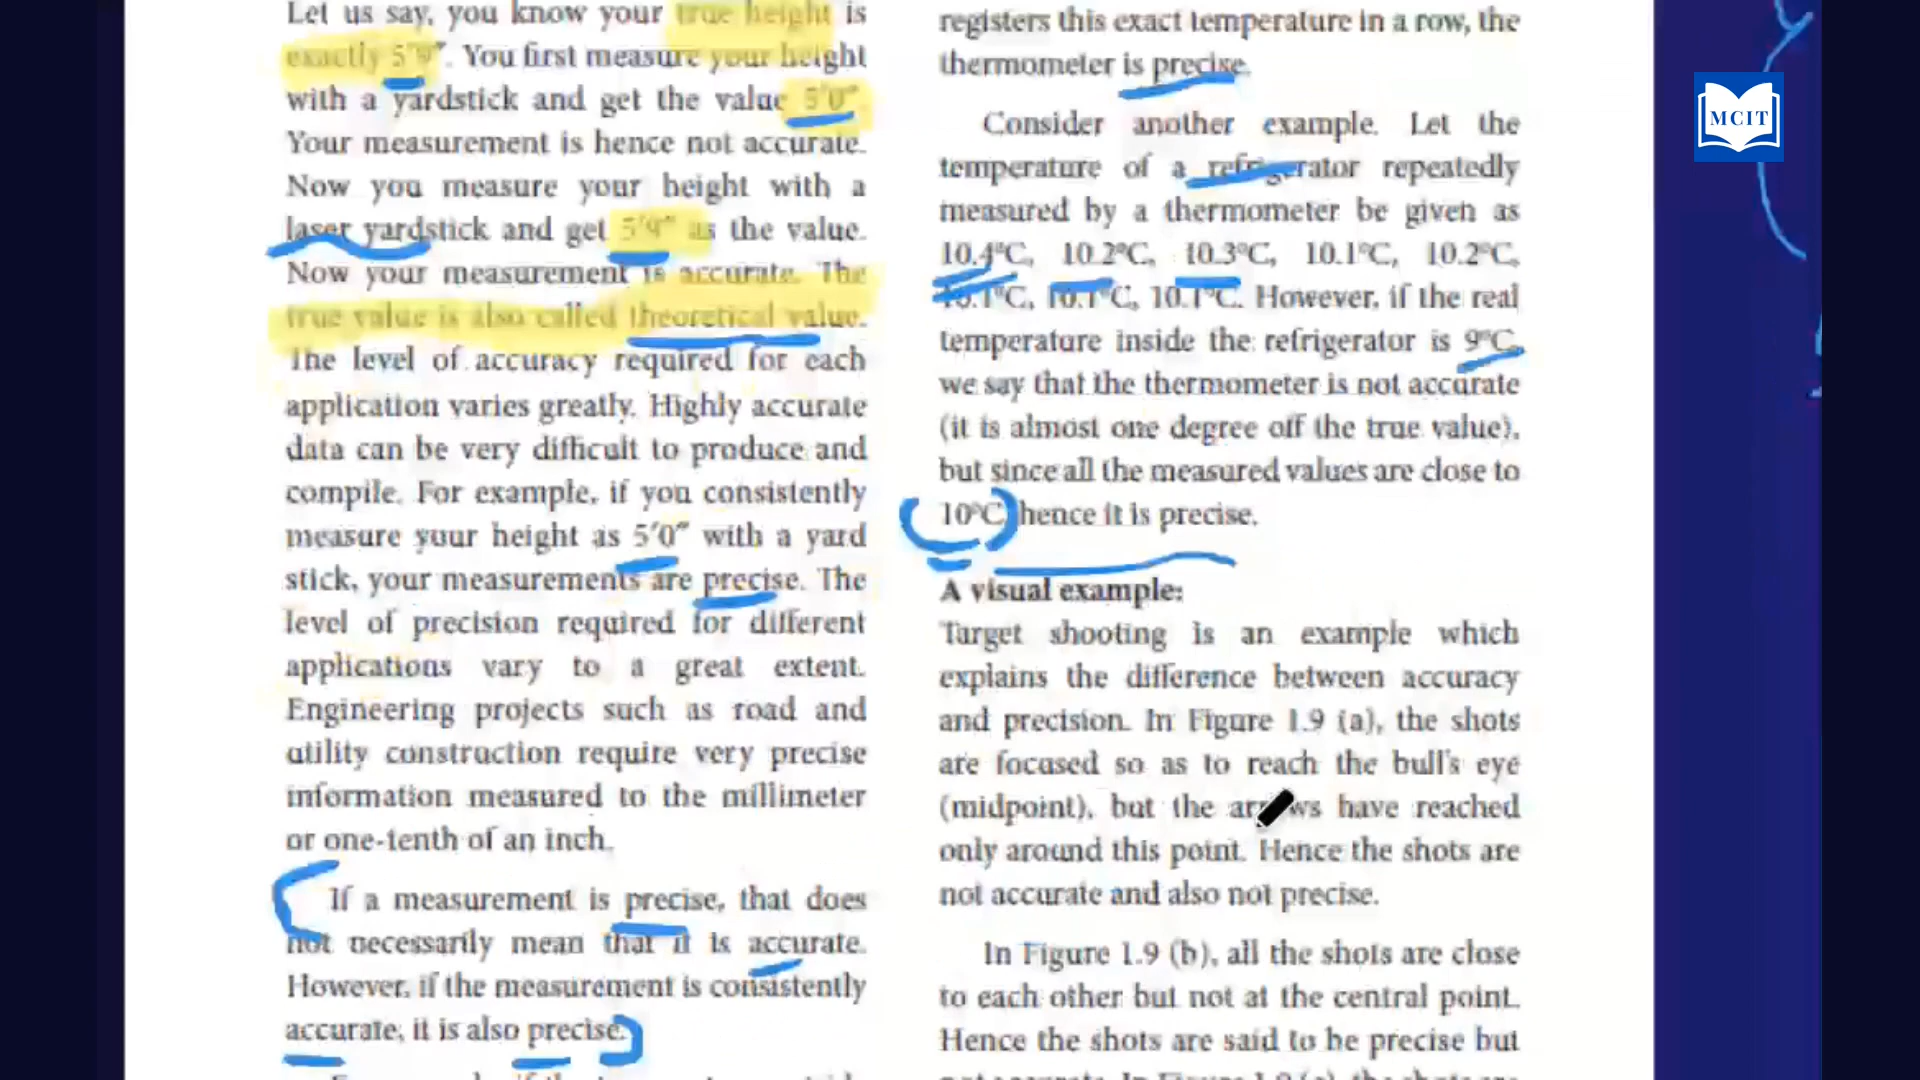 Let us say, you know your true height is
exactly 5′9″. You first measure your height
with a yardstick and get the value 5′0″.
Your measurement is hence not accurate.
Now you measure your height with a
laser yardstick and get 5′9″ as the value.
Now your measurement is accurate. The
true value is also called theoretical value.
The level of accuracy required for each
application varies greatly. Highly accurate
data can be very difficult to produce and
compile. For example, if you consistently
measure your height as 5′0″ with a yard
stick, your measurements are precise. The
level of precision required for different
applications vary to a great extent.
Engineering projects such as road and
utility construction require very precise
information measured to the millimeter
or one-tenth of an inch.
If a measurement is precise, that does
not necessarily mean that it is accurate.
However, if the measurement is consistently
accurate, it is also precise.
registers this exact temperature in a row, the
thermometer is precise.
Consider another example. Let the
temperature of a refrigerator repeatedly
measured by a thermometer be given as
10.4°C, 10.2°C, 10.3°C, 10.1°C, 10.2°C,
10.1°C, 10.1°C, 10.1°C. However, if the real
temperature inside the refrigerator is 9°C,
we say that the thermometer is not accurate
(it is almost one degree off the true value),
but since all the measured values are close to
10°C, hence it is precise.
A visual example:
Target shooting is an example which
explains the difference between accuracy
and precision. In Figure 1.9 (a), the shots
are focused so as to reach the bull's eye
(midpoint), but the arrows have reached
only around this point. Hence the shots are
not accurate and also not precise.
In Figure 1.9 (b), all the shots are close
to each other but not at the central point.
Hence the shots are said to be precise but
MCIT